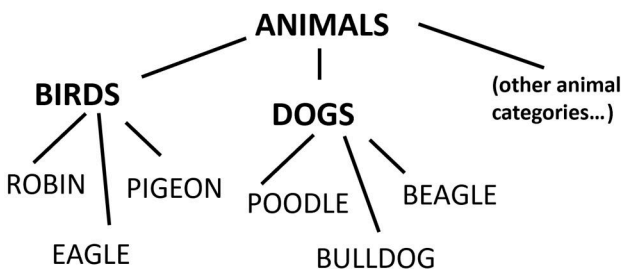 ANIMALS
BIRDS
DOGS
(other animal
categories...)
ROBIN
PIGEON
EAGLE
POODLE
BEAGLE
BULLDOG